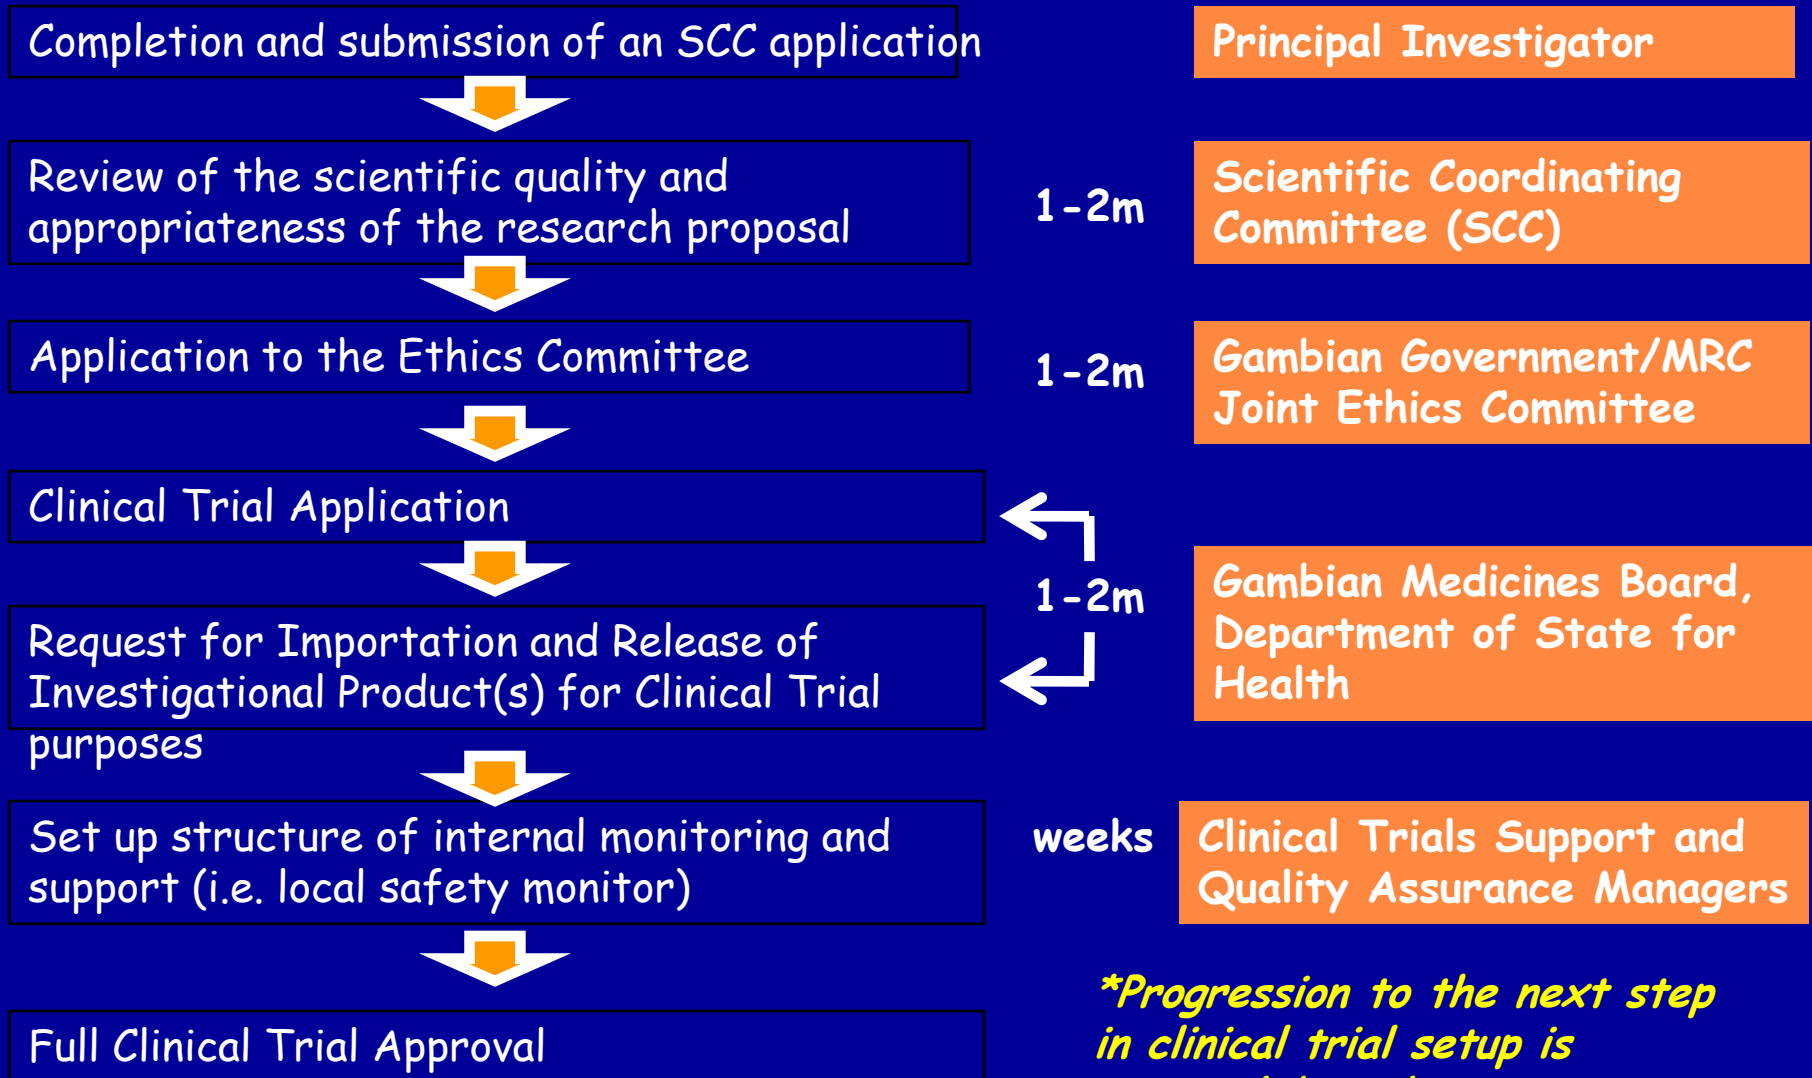 Completion and submission of an SCC application
Principal Investigator
Review of the scientific quality and
appropriateness of the research proposal
1-2m
Scientific Coordinating
Committee (SCC)
Application to the Ethics Committee
1-2m
Gambian Government/MRC
Joint Ethics Committee
Clinical Trial Application
Request for Importation and Release of
Investigational Product(s) for Clinical Trial
purposes
1-2m
Gambian Medicines Board,
Department of State for
Health
Set up structure of internal monitoring and
support (i.e. local safety monitor)
weeks
Clinical Trials Support and
Quality Assurance Managers
Full Clinical Trial Approval
*Progression to the next step
in clinical trial setup is